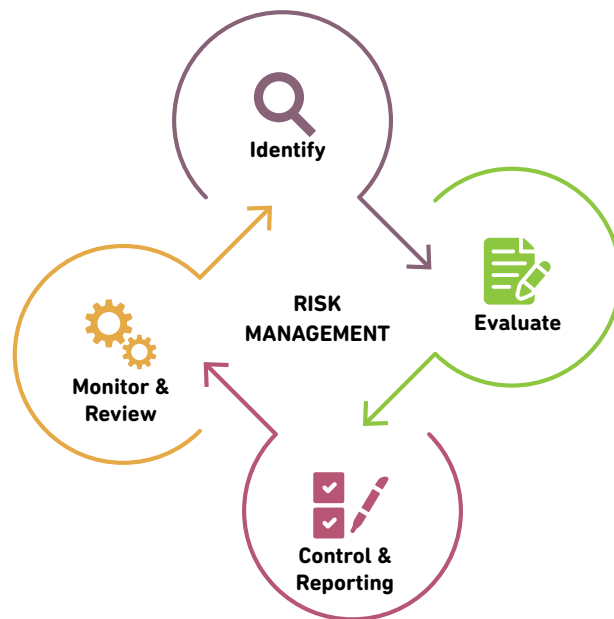 Identify
Evaluate
RISK
MANAGEMENT
Monitor &
Review
Control &
Reporting